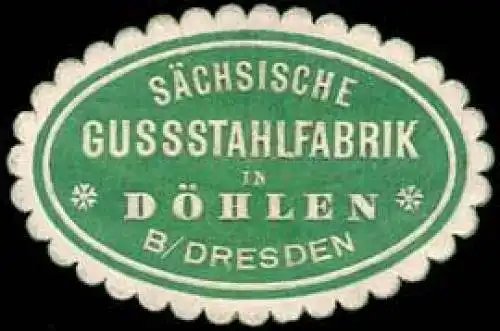 SÄCHSISCHE
GUSSSTAHLFABRIK
IN
DÖHLEN
B/DRESDEN